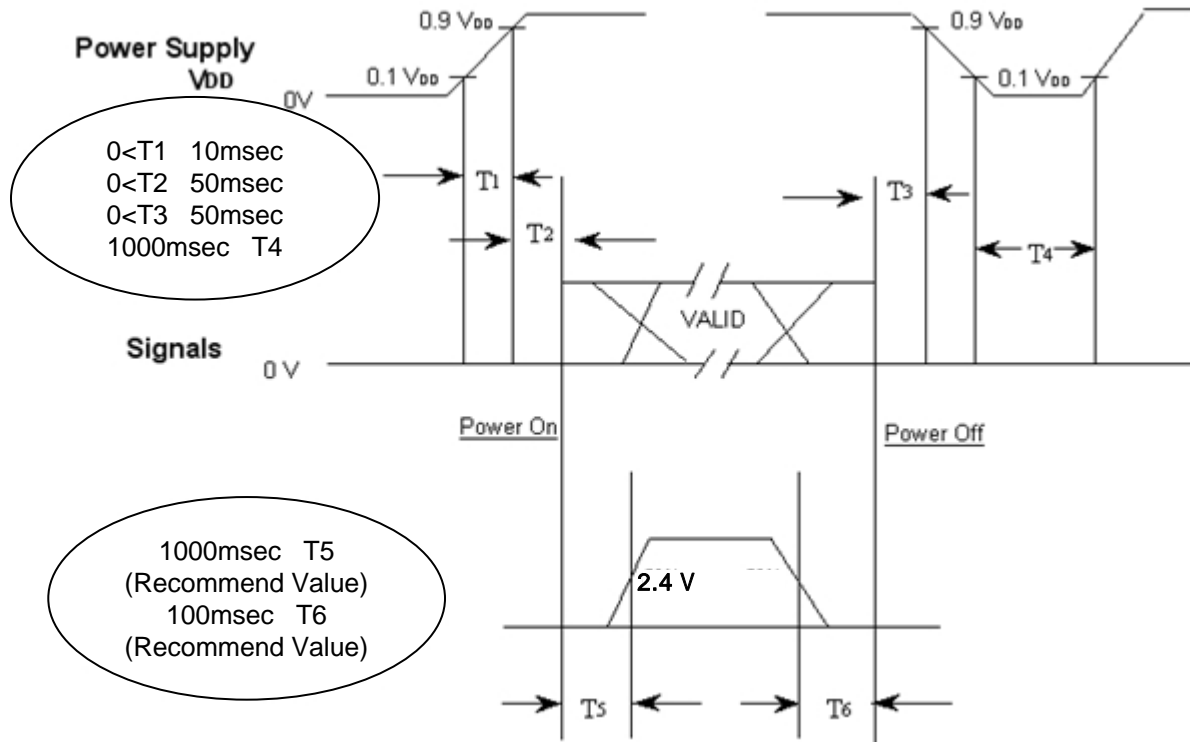 0.9 VDD
0.9 VDD
Power Supply
VDD
0.1 VDD
0.1 VDD
0V
0<T1 10msec
0<T2 50msec
0<T3 50msec
1000msec T4
T1
T3
T2
T4
VALID
Signals
0 V
Power On
Power Off
1000msec T5
(Recommend Value)
100msec T6
(Recommend Value)
2.4 V
T5
T6